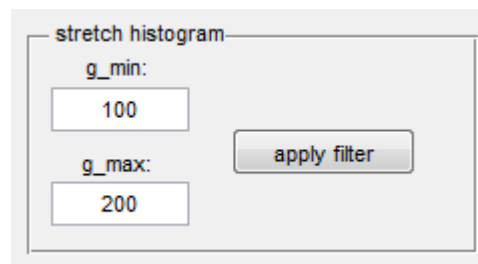 stretch histogram
g_min:
100
apply filter
g_max:
200